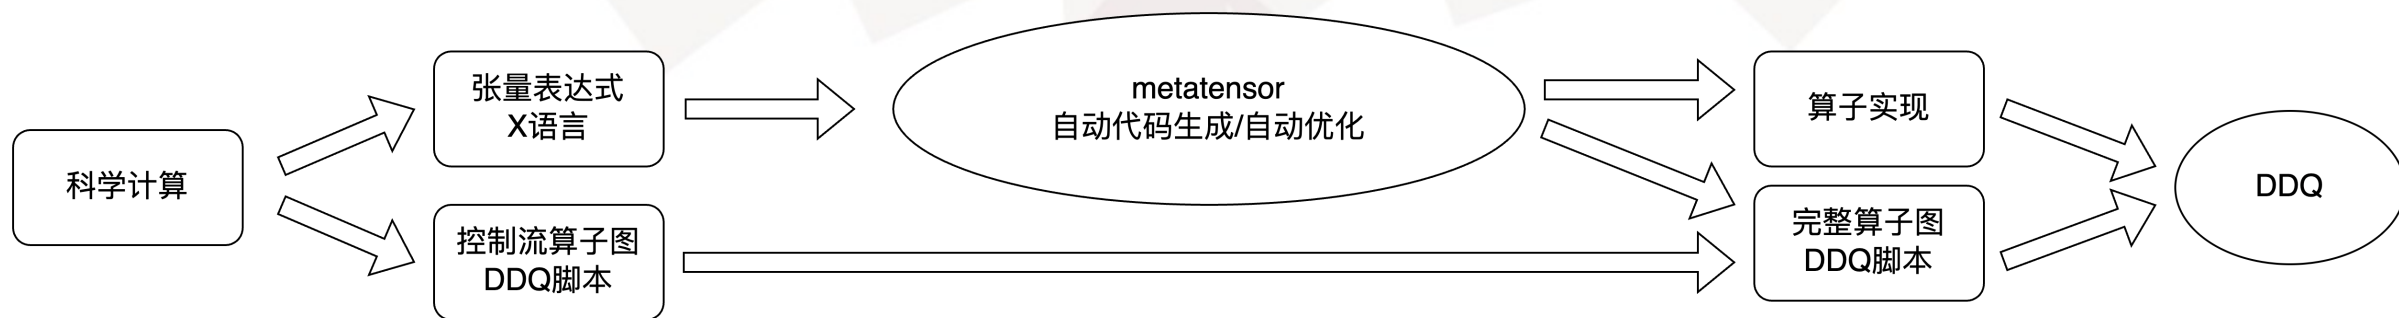 科学计算
张量表达式
X语言
控制流算子图
DDQ脚本
metatensor
自动代码生成/自动优化
算子实现
完整算子图
DDQ脚本
DDQ